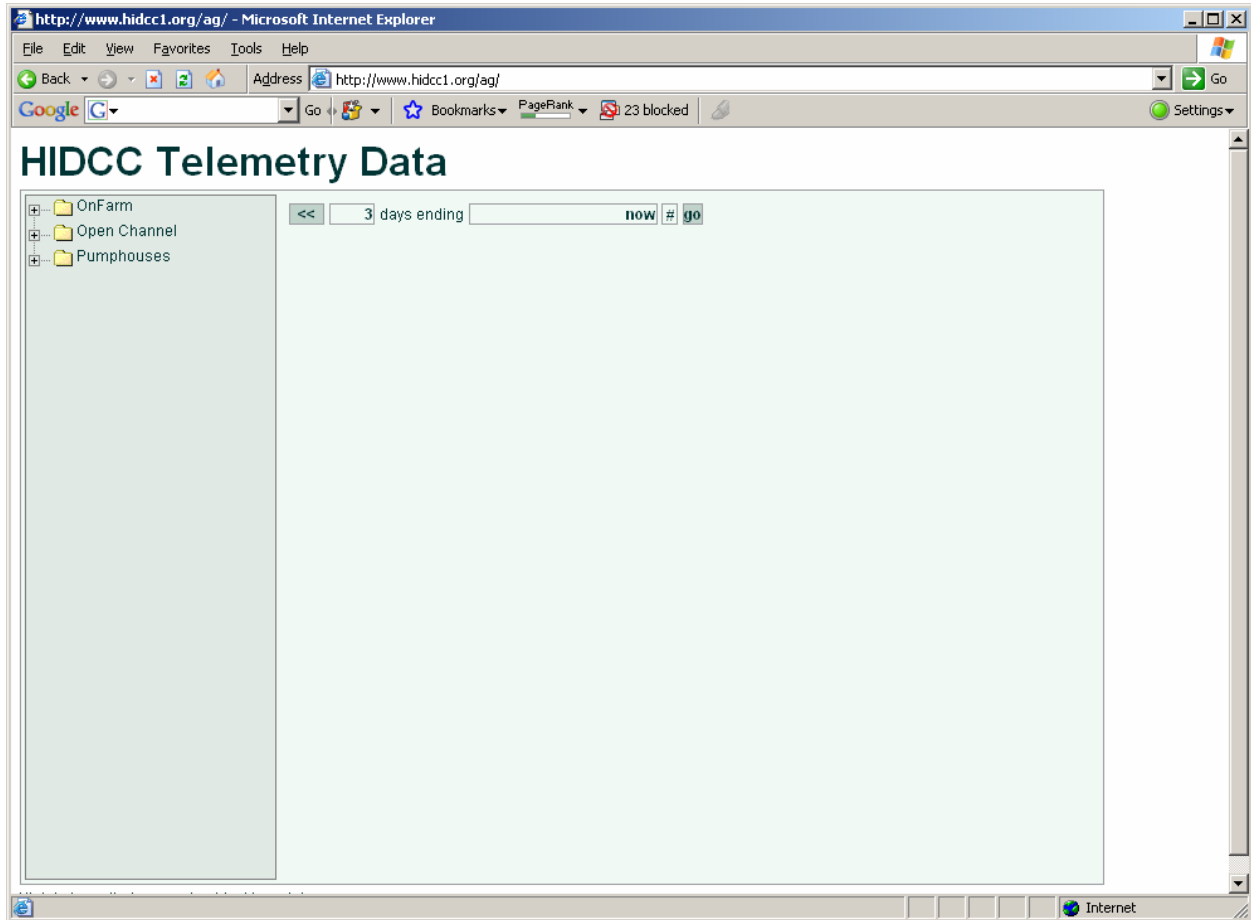 http://www.hidcc1.org/ag/ - Microsoft Internet Explorer
File Edit View Favorites Tools Help
Back Address http://www.hidcc1.org/ag/ Go
Google G Go Bookmarks PageRank 23 blocked Settings
HIDCC Telemetry Data
OnFarm
Open Channel
Pumphouses
<< 3 days ending now # go
Internet